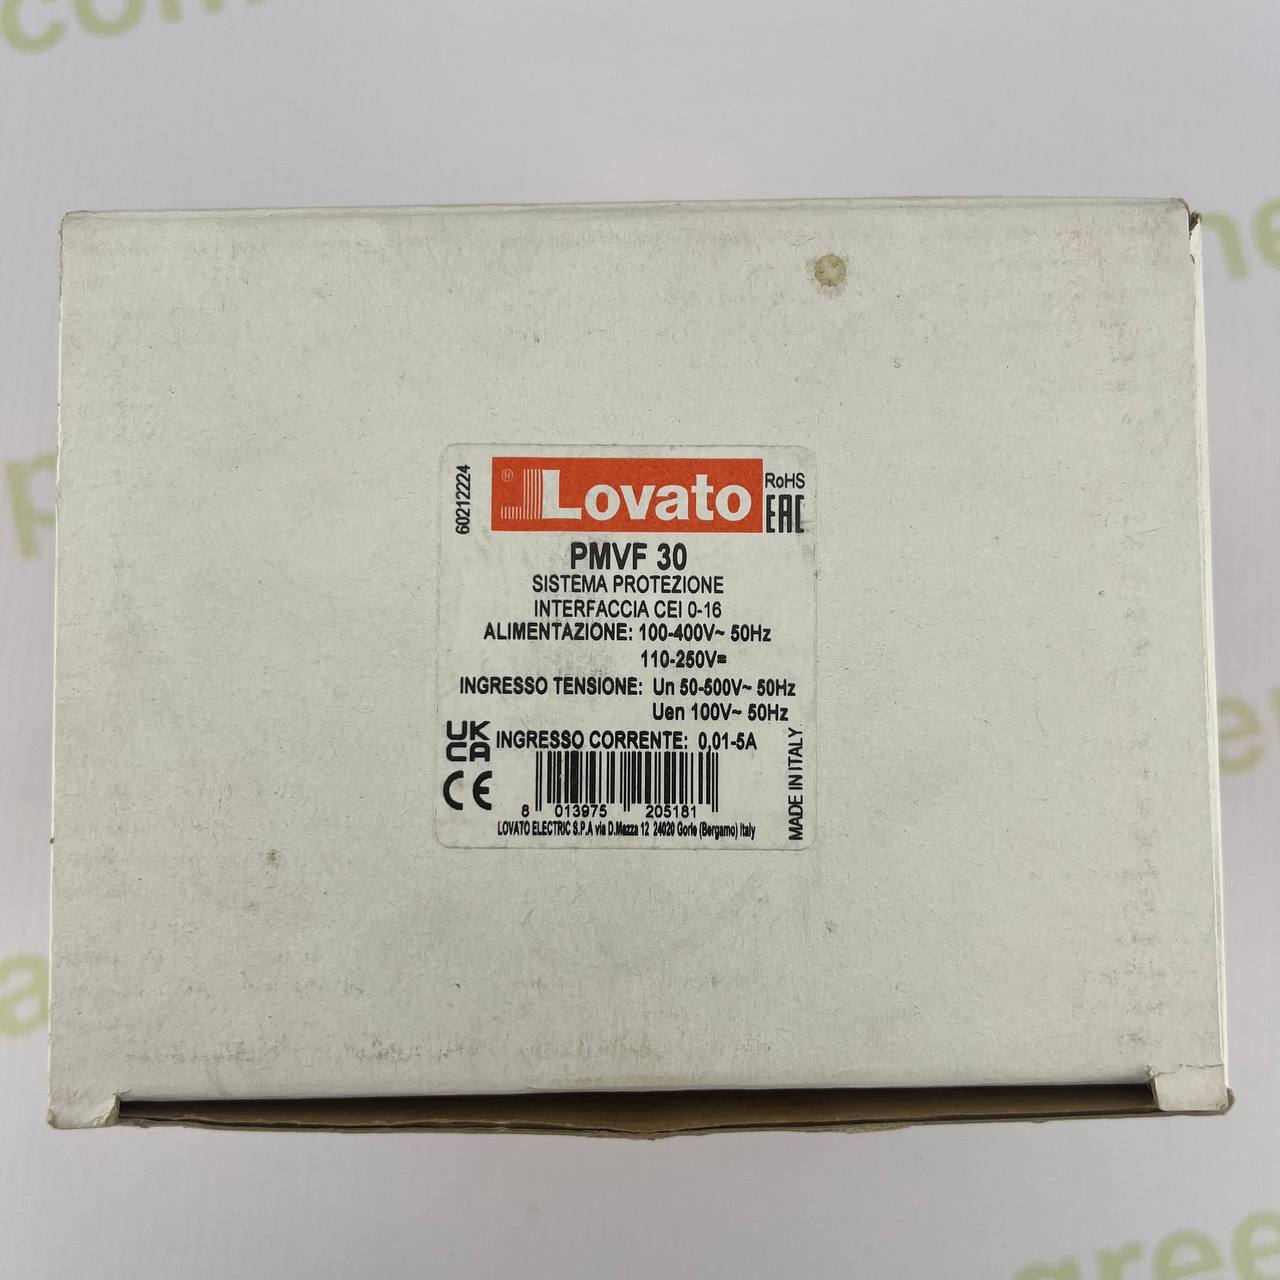 60212224
® Lovato
RoHS
EAC
PMVF 30
SISTEMA PROTEZIONE
INTERFACCIA CEI 0-16
ALIMENTAZIONE: 100-400V~ 50Hz
110-250V=
INGRESSO TENSIONE: Un 50-500V~ 50Hz
Uen 100V~ 50Hz
INGRESSO CORRENTE: 0,01-5A
UK
CA
CE
8 013975 205181
LOVATO ELECTRIC S.P.A via D.Mazza 12 24020 Gorle (Bergamo) Italy
MADE IN ITALY